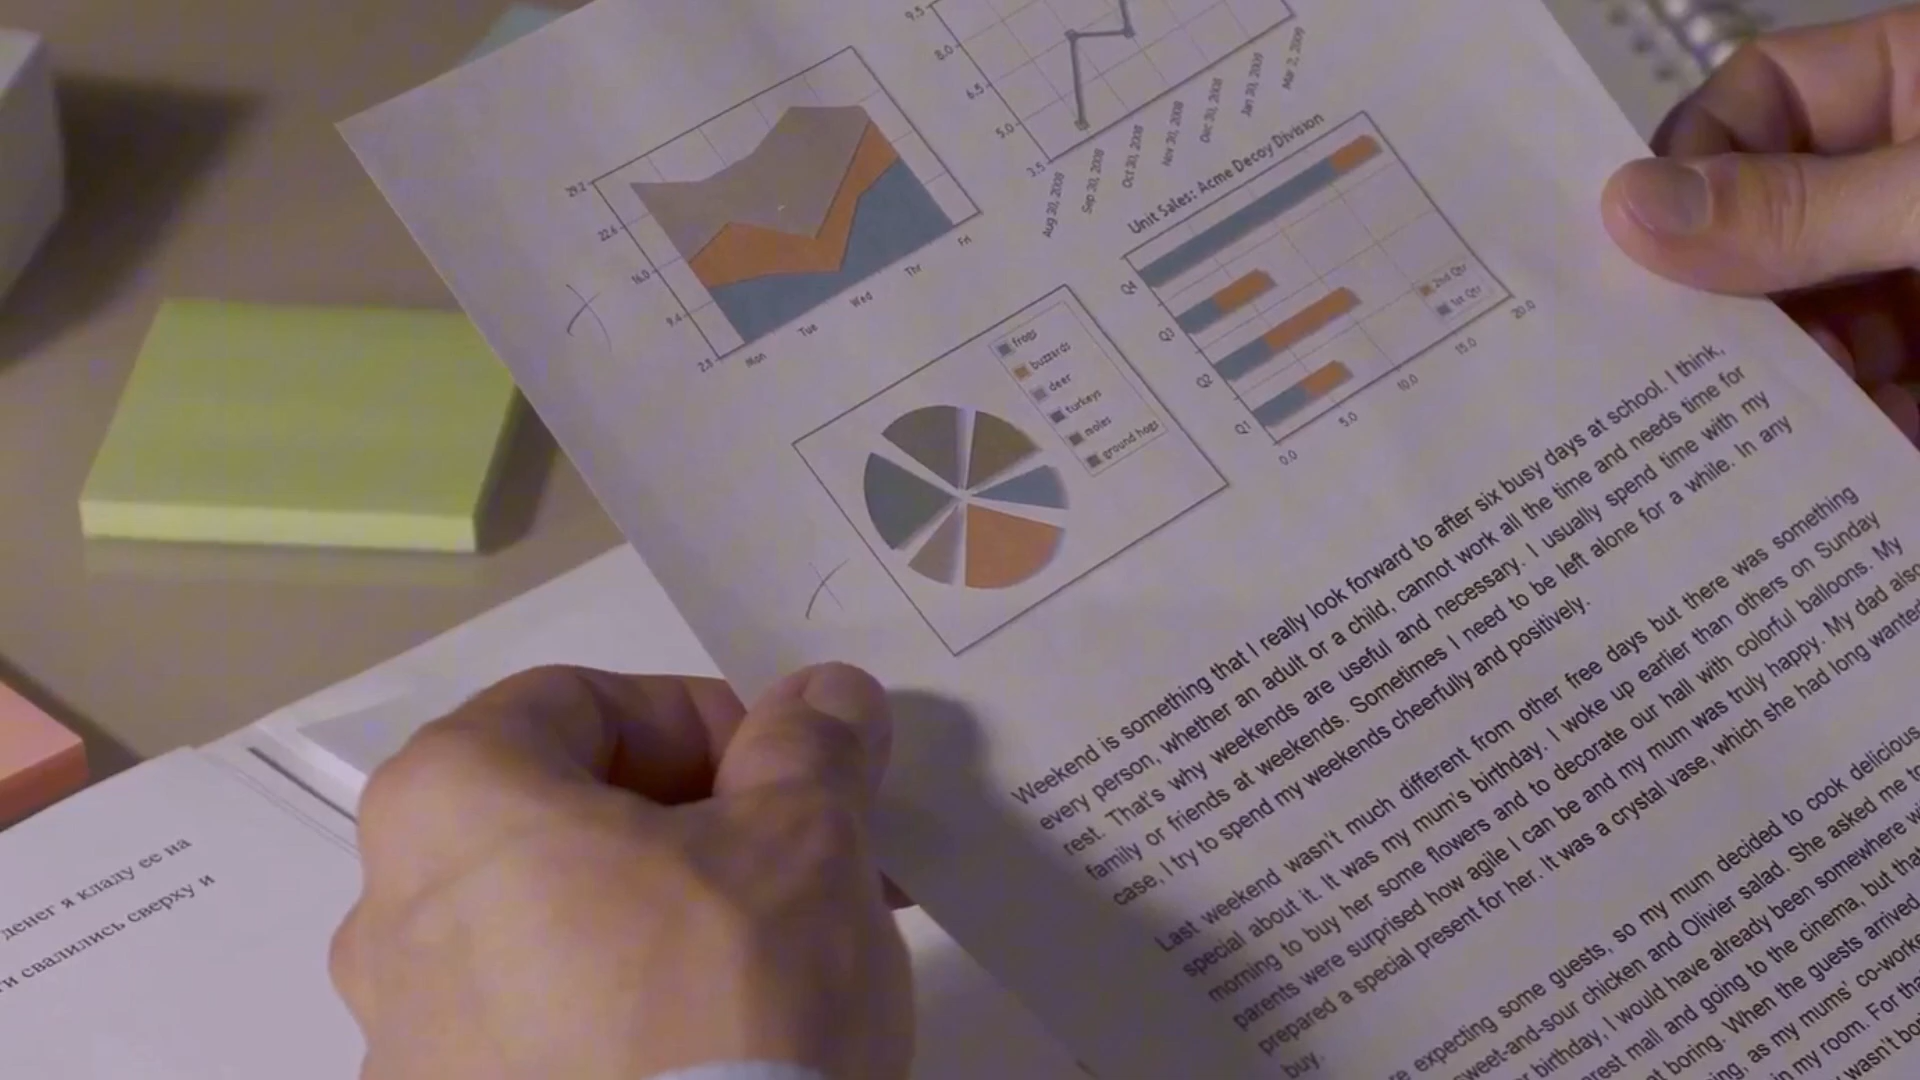 9.5
8.0
6.5
5.0
3.5
Aug 30, 2008
Sep 30, 2008
Oct 30, 2008
Nov 30, 2008
Dec 30, 2008
Jan 30, 2009
Mar 2, 2009
29.2
22.6
16.0
9.4
2.8
Mon
Tue
Wed
Thr
Fri
Unit Sales: Acme Decoy Division
Q4
Q3
Q2
Q1
0.0
5.0
10.0
15.0
20.0
2nd Qtr
1st Qtr
frogs
buzzards
deer
turkeys
moles
ground hogs
Weekend is something that I really look forward to after six busy days at school. I think,
every person, whether an adult or a child, cannot work all the time and needs time for
rest. That's why weekends are useful and necessary. I usually spend time with my
family or friends at weekends. Sometimes I need to be left alone for a while. In any
case, I try to spend my weekends cheerfully and positively.
Last weekend wasn't much different from other free days but there was something
special about it. It was my mum's birthday. I woke up earlier than others on Sunday
morning to buy her some flowers and to decorate our hall with colorful balloons. My
parents were surprised how agile I can be and my mum was truly happy. My dad also
prepared a special present for her. It was a crystal vase, which she had long wanted
buy.
expecting some guests, so my mum decided to cook delicious
sweet-and-sour chicken and Olivier salad. She asked me to
birthday, I would have already been somewhere
mall and going to the cinema, but that
boring. When the guests arrived
as my mums' co-work
in my room. For
wasn't
денег я кладу ее на
свалились сверху и